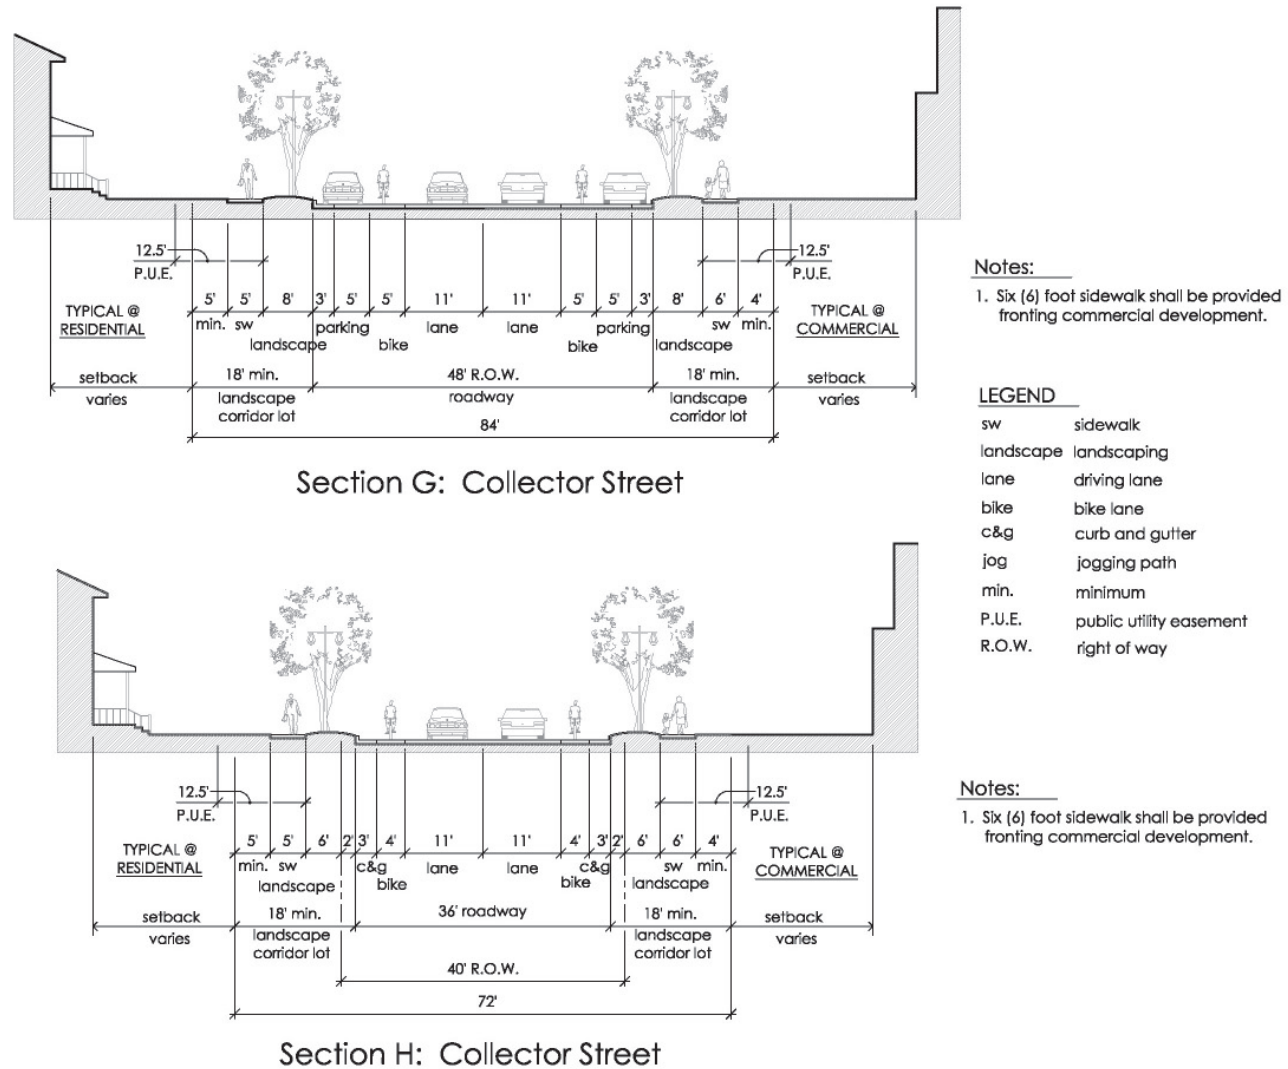 12.5'
P.U.E.
12.5'
P.U.E.
TYPICAL @
RESIDENTIAL
5' 5' 8' 3' 5' 5' 11' 11' 5' 5' 3' 8' 6' 4'
min. sw parking lane lane parking sw min.
landscape bike bike landscape
TYPICAL @
COMMERCIAL
setback
varies
18' min.
landscape
corridor lot
48' R.O.W.
roadway
18' min.
landscape
corridor lot
setback
varies
84'
Section G: Collector Street
Notes:
1. Six (6) foot sidewalk shall be provided
fronting commercial development.
LEGEND
sw sidewalk
landscape landscaping
lane driving lane
bike bike lane
c&g curb and gutter
jog jogging path
min. minimum
P.U.E. public utility easement
R.O.W. right of way
12.5'
P.U.E.
12.5'
P.U.E.
TYPICAL @
RESIDENTIAL
5' 5' 6' 2' 3' 4' 11' 11' 4' 3' 2' 6' 6' 4'
min. sw c&g lane lane c&g sw min.
landscape bike bike landscape
TYPICAL @
COMMERCIAL
setback
varies
18' min.
landscape
corridor lot
36' roadway
18' min.
landscape
corridor lot
setback
varies
40' R.O.W.
72'
Section H: Collector Street
Notes:
1. Six (6) foot sidewalk shall be provided
fronting commercial development.